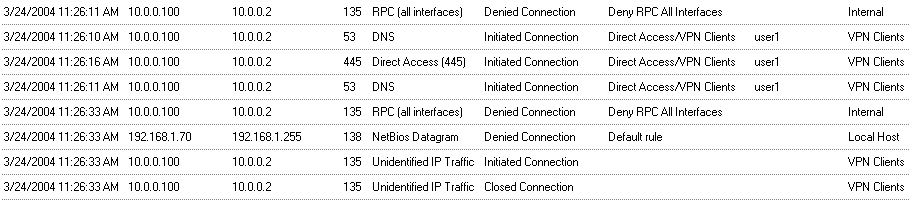 3/24/2004 11:26:11 AM 10.0.0.100 10.0.0.2 135 RPC (all interfaces) Denied Connection Deny RPC All Interfaces Internal
3/24/2004 11:26:10 AM 10.0.0.100 10.0.0.2 53 DNS Initiated Connection Direct Access/VPN Clients user1 VPN Clients
3/24/2004 11:26:16 AM 10.0.0.100 10.0.0.2 445 Direct Access (445) Initiated Connection Direct Access/VPN Clients user1 VPN Clients
3/24/2004 11:26:11 AM 10.0.0.100 10.0.0.2 53 DNS Initiated Connection Direct Access/VPN Clients user1 VPN Clients
3/24/2004 11:26:33 AM 10.0.0.100 10.0.0.2 135 RPC (all interfaces) Denied Connection Deny RPC All Interfaces Internal
3/24/2004 11:26:33 AM 192.168.1.70 192.168.1.255 138 NetBios Datagram Denied Connection Default rule Local Host
3/24/2004 11:26:33 AM 10.0.0.100 10.0.0.2 135 Unidentified IP Traffic Initiated Connection VPN Clients
3/24/2004 11:26:33 AM 10.0.0.100 10.0.0.2 135 Unidentified IP Traffic Closed Connection VPN Clients